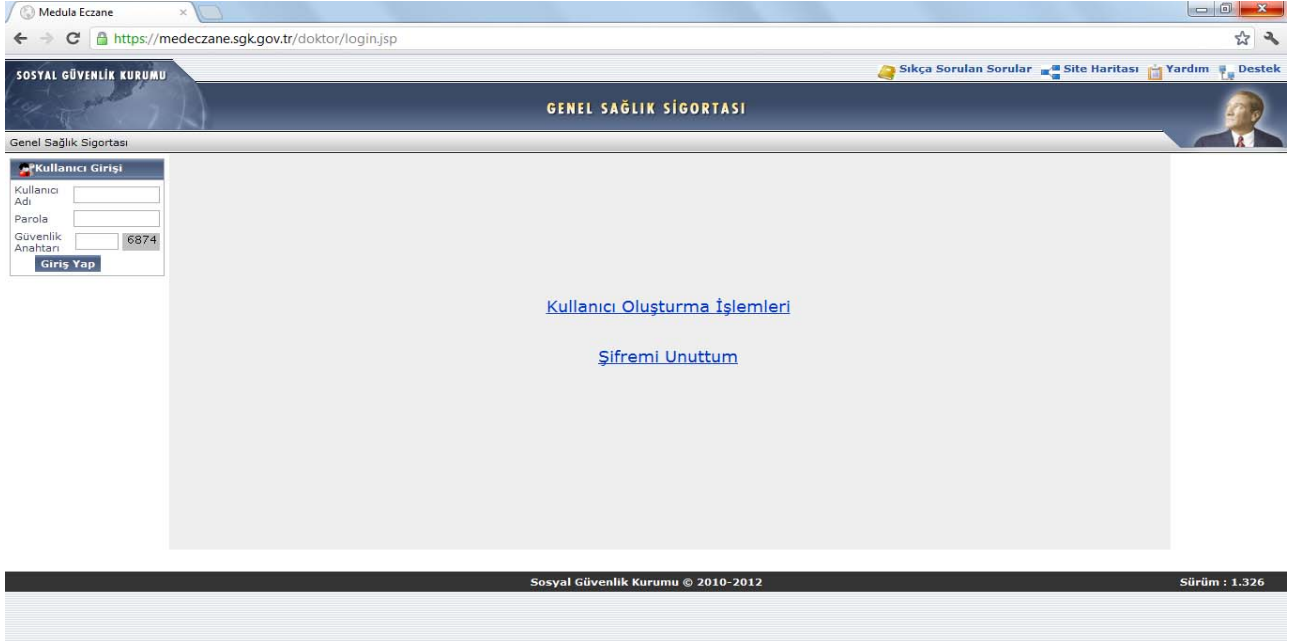 Medula Eczane
https://medeczane.sgk.gov.tr/doktor/login.jsp
SOSYAL GÜVENLİK KURUMU
Sıkça Sorulan Sorular Site Haritası Yardım Destek
GENEL SAĞLIK SİGORTASI
Genel Sağlık Sigortası
Kullanıcı Girişi
Kullanıcı
Adı
Parola
Güvenlik
Anahtarı
6874
Giriş Yap
Kullanıcı Oluşturma İşlemleri
Şifremi Unuttum
Sosyal Güvenlik Kurumu © 2010-2012
Sürüm : 1.326